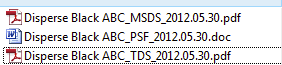 Disperse Black ABC_MSDS_2012.05.30.pdf
Disperse Black ABC_PSF_2012.05.30.doc
Disperse Black ABC_TDS_2012.05.30.pdf